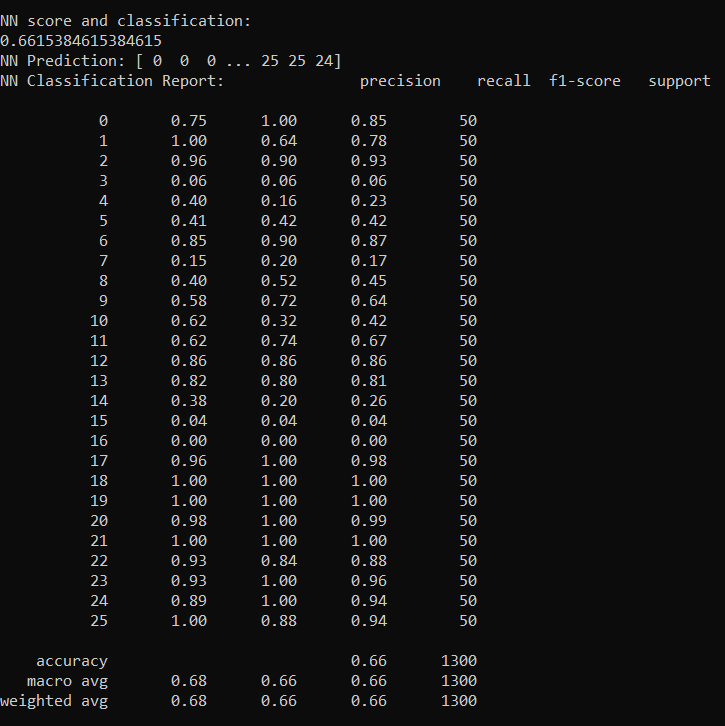 NN score and classification:
0.6615384615384615
NN Prediction: [ 0  0  0 ... 25 25 24]
NN Classification Report:               precision    recall  f1-score   support

           0       0.75      1.00      0.85        50
           1       1.00      0.64      0.78        50
           2       0.96      0.90      0.93        50
           3       0.06      0.06      0.06        50
           4       0.40      0.16      0.23        50
           5       0.41      0.42      0.42        50
           6       0.85      0.90      0.87        50
           7       0.15      0.20      0.17        50
           8       0.40      0.52      0.45        50
           9       0.58      0.72      0.64        50
          10       0.62      0.32      0.42        50
          11       0.62      0.74      0.67        50
          12       0.86      0.86      0.86        50
          13       0.82      0.80      0.81        50
          14       0.38      0.20      0.26        50
          15       0.04      0.04      0.04        50
          16       0.00      0.00      0.00        50
          17       0.96      1.00      0.98        50
          18       1.00      1.00      1.00        50
          19       1.00      1.00      1.00        50
          20       0.98      1.00      0.99        50
          21       1.00      1.00      1.00        50
          22       0.93      0.84      0.88        50
          23       0.93      1.00      0.96        50
          24       0.89      1.00      0.94        50
          25       1.00      0.88      0.94        50

    accuracy                           0.66      1300
   macro avg       0.68      0.66      0.66      1300
weighted avg       0.68      0.66      0.66      1300